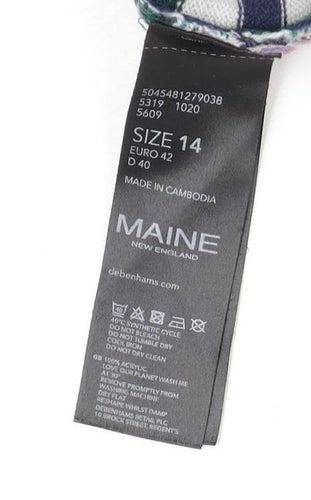 5045481279038
5319 1020
5609
SIZE 14
EURO 42
D 40
MADE IN CAMBODIA
MAINE
NEW ENGLAND
debenhams.com
40
40°C SYNTHETIC CYCLE
DO NOT BLEACH
DO NOT TUMBLE DRY
COOL IRON
DO NOT DRY CLEAN
GB 100% ACRYLIC
LOVE OUR PLANET WASH ME
AT 30°
REMOVE PROMPTLY FROM
WASHING MACHINE
DRY FLAT
RESHAPE WHILST DAMP
DEBENHAMS RETAIL PLC
10 BROCK STREET, REGENT'S